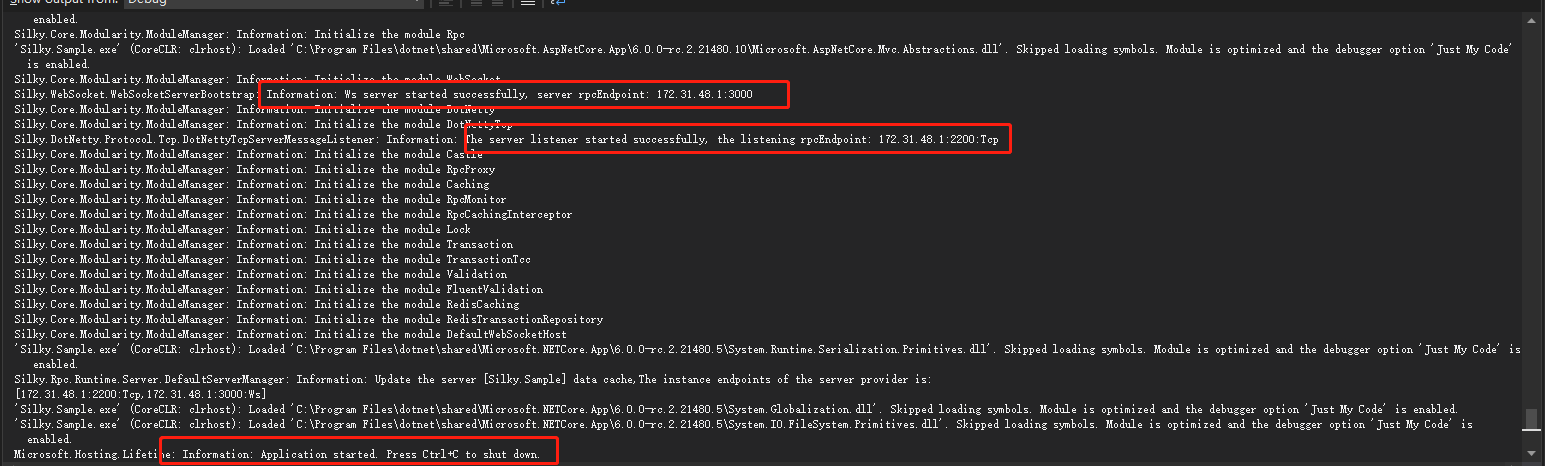 Show output from: Debug
enabled.
Silky.Core.Modularity.ModuleManager: Information: Initialize the module Rpc
'Silky.Sample.exe' (CoreCLR: clrhost): Loaded 'C:\Program Files\dotnet\shared\Microsoft.AspNetCore.App\6.0.0-rc.2.21480.10\Microsoft.AspNetCore.Mvc.Abstractions.dll'. Skipped loading symbols. Module is optimized and the debugger option 'Just My Code'
is enabled.
Silky.Core.Modularity.ModuleManager: Information: Initialize the module WebSocket
Silky.WebSocket.WebSocketServerBootstrap: Information: Ws server started successfully, server rpcEndpoint: 172.31.48.1:3000
Silky.Core.Modularity.ModuleManager: Information: Initialize the module DotNetty
Silky.Core.Modularity.ModuleManager: Information: Initialize the module DotNettyTcp
Silky.DotNetty.Protocol.Tcp.DotNettyTcpServerMessageListener: Information: The server listener started successfully, the listening rpcEndpoint: 172.31.48.1:2200:Tcp
Silky.Core.Modularity.ModuleManager: Information: Initialize the module Castle
Silky.Core.Modularity.ModuleManager: Information: Initialize the module RpcProxy
Silky.Core.Modularity.ModuleManager: Information: Initialize the module Caching
Silky.Core.Modularity.ModuleManager: Information: Initialize the module RpcMonitor
Silky.Core.Modularity.ModuleManager: Information: Initialize the module RpcCachingInterceptor
Silky.Core.Modularity.ModuleManager: Information: Initialize the module Lock
Silky.Core.Modularity.ModuleManager: Information: Initialize the module Transaction
Silky.Core.Modularity.ModuleManager: Information: Initialize the module TransactionTcc
Silky.Core.Modularity.ModuleManager: Information: Initialize the module Validation
Silky.Core.Modularity.ModuleManager: Information: Initialize the module FluentValidation
Silky.Core.Modularity.ModuleManager: Information: Initialize the module RedisCaching
Silky.Core.Modularity.ModuleManager: Information: Initialize the module RedisTransactionRepository
Silky.Core.Modularity.ModuleManager: Information: Initialize the module DefaultWebSocketHost
'Silky.Sample.exe' (CoreCLR: clrhost): Loaded 'C:\Program Files\dotnet\shared\Microsoft.NETCore.App\6.0.0-rc.2.21480.5\System.Runtime.Serialization.Primitives.dll'. Skipped loading symbols. Module is optimized and the debugger option 'Just My Code' is
enabled.
Silky.Rpc.Runtime.Server.DefaultServerManager: Information: Update the server [Silky.Sample] data cache,The instance endpoints of the server provider is:
[172.31.48.1:2200:Tcp,172.31.48.1:3000:Ws]
'Silky.Sample.exe' (CoreCLR: clrhost): Loaded 'C:\Program Files\dotnet\shared\Microsoft.NETCore.App\6.0.0-rc.2.21480.5\System.Globalization.dll'. Skipped loading symbols. Module is optimized and the debugger option 'Just My Code' is enabled.
'Silky.Sample.exe' (CoreCLR: clrhost): Loaded 'C:\Program Files\dotnet\shared\Microsoft.NETCore.App\6.0.0-rc.2.21480.5\System.IO.FileSystem.Primitives.dll'. Skipped loading symbols. Module is optimized and the debugger option 'Just My Code' is
enabled.
Microsoft.Hosting.Lifetime: Information: Application started. Press Ctrl+C to shut down.